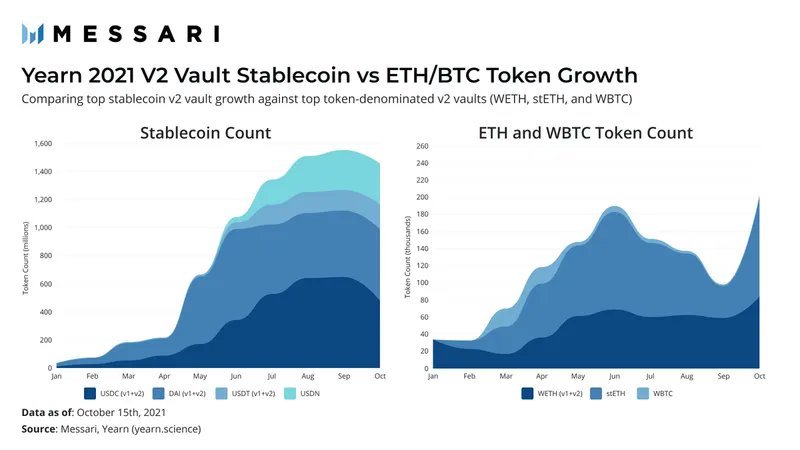 MESSARI
Yearn 2021 V2 Vault Stablecoin vs ETH/BTC Token Growth
Comparing top stablecoin v2 vault growth against top token-denominated v2 vaults (WETH, stETH, and WBTC)
Stablecoin Count
Token Count (millions)
1,600
1,400
1,200
1,000
800
600
400
200
0
Jan Feb Mar Apr May Jun Jul Aug Sep Oct
USDC (v1+v2) DAI (v1+v2) USDT (v1+v2) USDN
ETH and WBTC Token Count
Token Count (thousands)
260
240
220
200
180
160
140
120
100
80
60
40
20
0
Jan Feb Mar Apr May Jun Jul Aug Sep Oct
WETH (v1+v2) stETH WBTC
Data as of: October 15th, 2021
Source: Messari, Yearn (yearn.science)